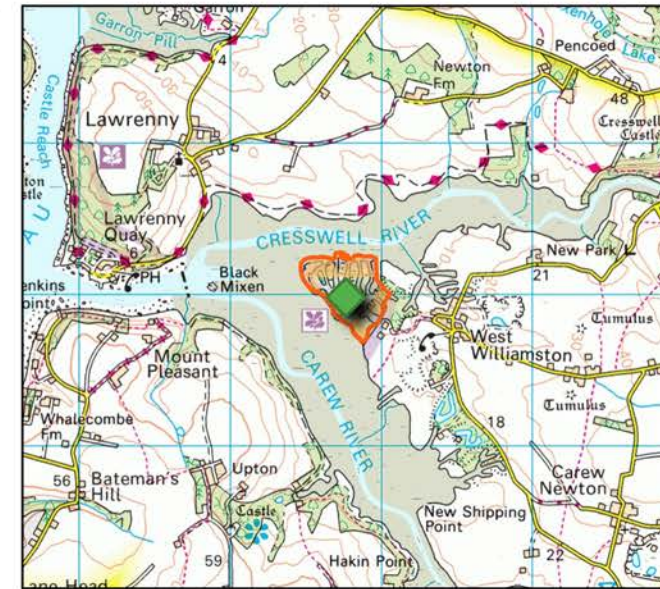 Garron
Garron Pill
4
Castle Reach
Lawrenny
Newton
Fm
Pencoed
48
Cresswell
Castle
Lawrenny
Quay
6
PH
CRESSWELL RIVER
Black
Mixen
New Park
21
West
Williamston
Tumulus
30
40
Tumulus
18
Mount
Pleasant
CAREW RIVER
Whalecombe
Fm
56
Bateman's
Hill
Upton
Castle
59
New Shipping
Point
Carew
Newton
22
Hakin Point